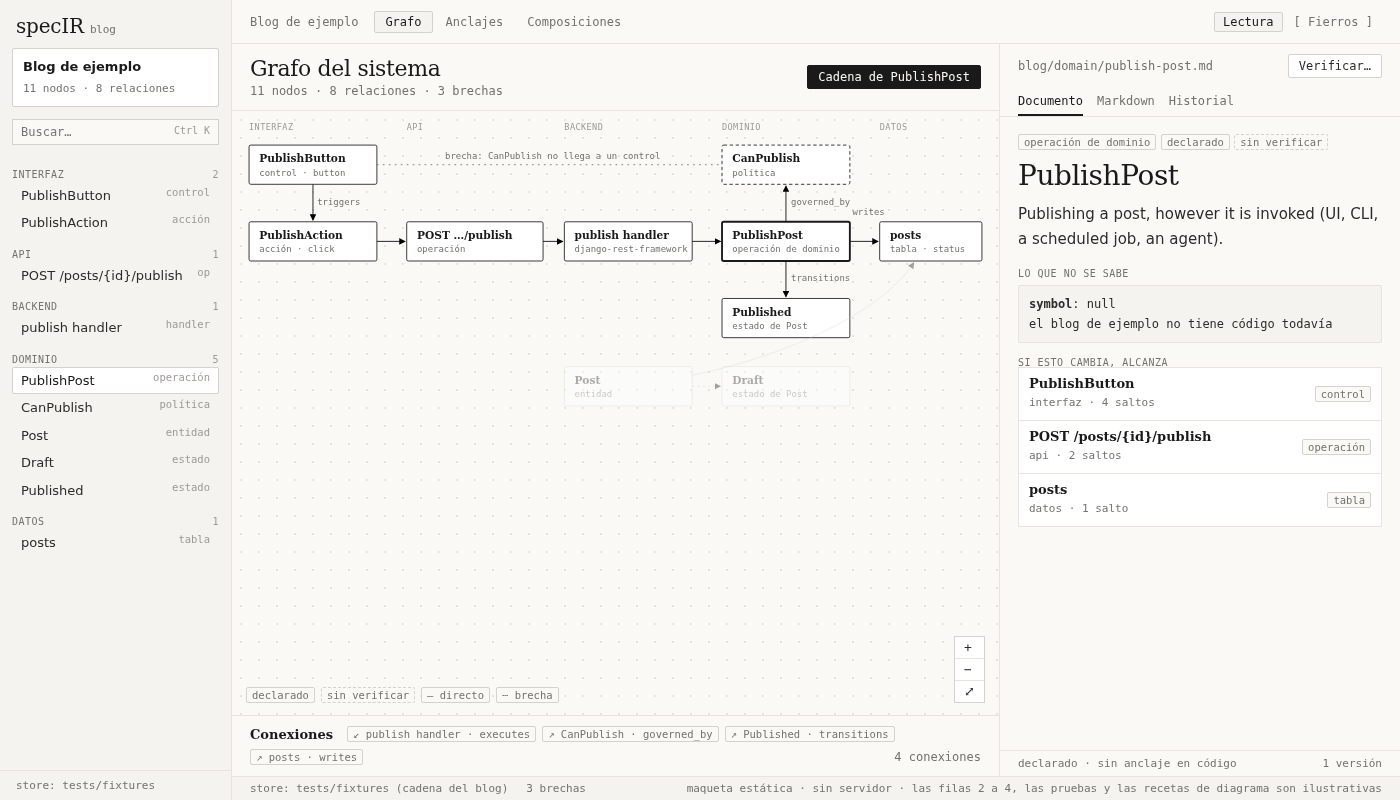 specIR blog
Blog de ejemplo
11 nodos · 8 relaciones
Buscar… Ctrl K
INTERFAZ 2
PublishButton control
PublishAction acción
API 1
POST /posts/{id}/publish op
BACKEND 1
publish handler handler
DOMINIO 5
PublishPost operación
CanPublish política
Post entidad
Draft estado
Published estado
DATOS 1
posts tabla
store: tests/fixtures
Blog de ejemplo Grafo Anclajes Composiciones Lectura [ Fierros ]
Grafo del sistema
11 nodos · 8 relaciones · 3 brechas
Cadena de PublishPost
INTERFAZ API BACKEND DOMINIO DATOS
PublishButton
control · button
brecha: CanPublish no llega a un control
CanPublish
política
triggers
governed_by
writes
PublishAction
acción · click
POST …/publish
operación
publish handler
django-rest-framework
PublishPost
operación de dominio
posts
tabla · status
transitions
Published
estado de Post
Post
entidad
Draft
estado de Post
+
−
⤢
declarado sin verificar — directo ┄ brecha
Conexiones ↙ publish handler · executes ↗ CanPublish · governed_by ↗ Published · transitions
↗ posts · writes 4 conexiones
store: tests/fixtures (cadena del blog) 3 brechas maqueta estática · sin servidor · las filas 2 a 4, las pruebas y las recetas de diagrama son ilustrativas
blog/domain/publish-post.md Verificar…
Documento Markdown Historial
operación de dominio declarado sin verificar
PublishPost
Publishing a post, however it is invoked (UI, CLI,
a scheduled job, an agent).
LO QUE NO SE SABE
symbol: null
el blog de ejemplo no tiene código todavía
SI ESTO CAMBIA, ALCANZA
PublishButton
interfaz · 4 saltos
control
POST /posts/{id}/publish
api · 2 saltos
operación
posts
datos · 1 salto
tabla
declarado · sin anclaje en código 1 versión